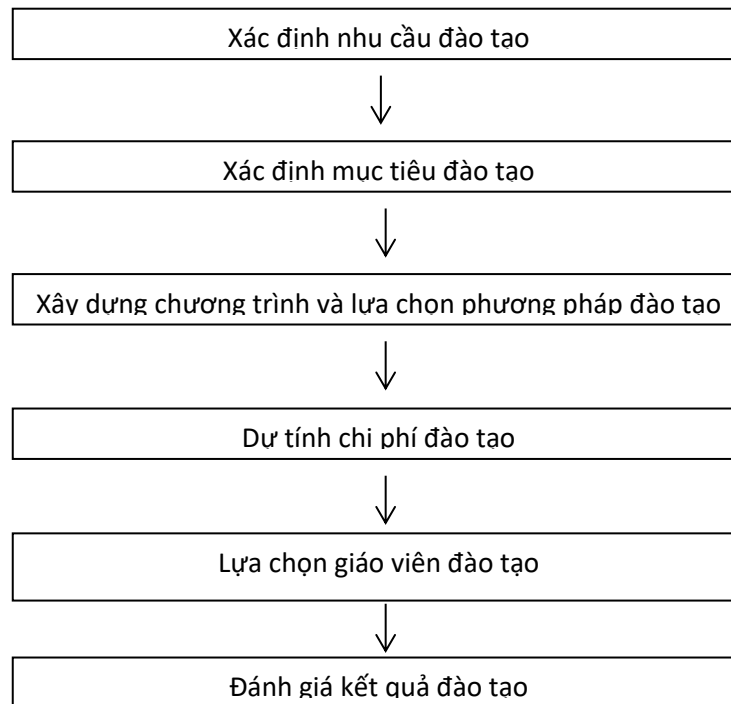 Xác định nhu cầu đào tạo
Xác định mục tiêu đào tạo
Xây dựng chương trình và lựa chọn phương pháp đào tạo
Dự tính chi phí đào tạo
Lựa chọn giáo viên đào tạo
Đánh giá kết quả đào tạo